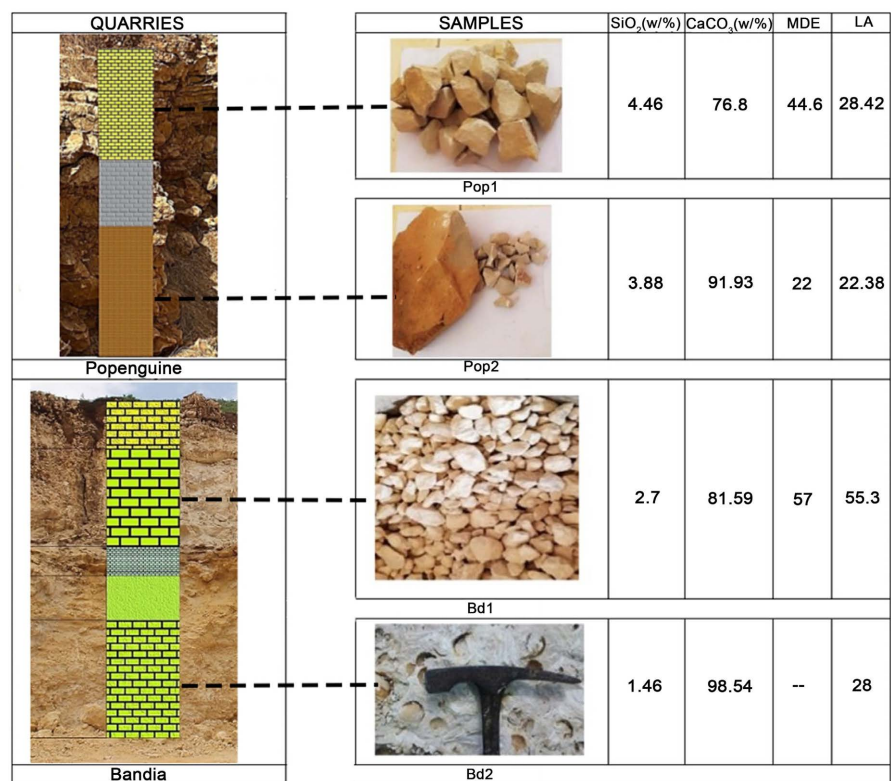 QUARRIES SAMPLES SiO₂(w/%) CaCO₃(w/%) MDE LA
4.46 76.8 44.6 28.42
Pop1
3.88 91.93 22 22.38
Popenguine Pop2
2.7 81.59 57 55.3
Bd1
1.46 98.54 -- 28
Bandia Bd2